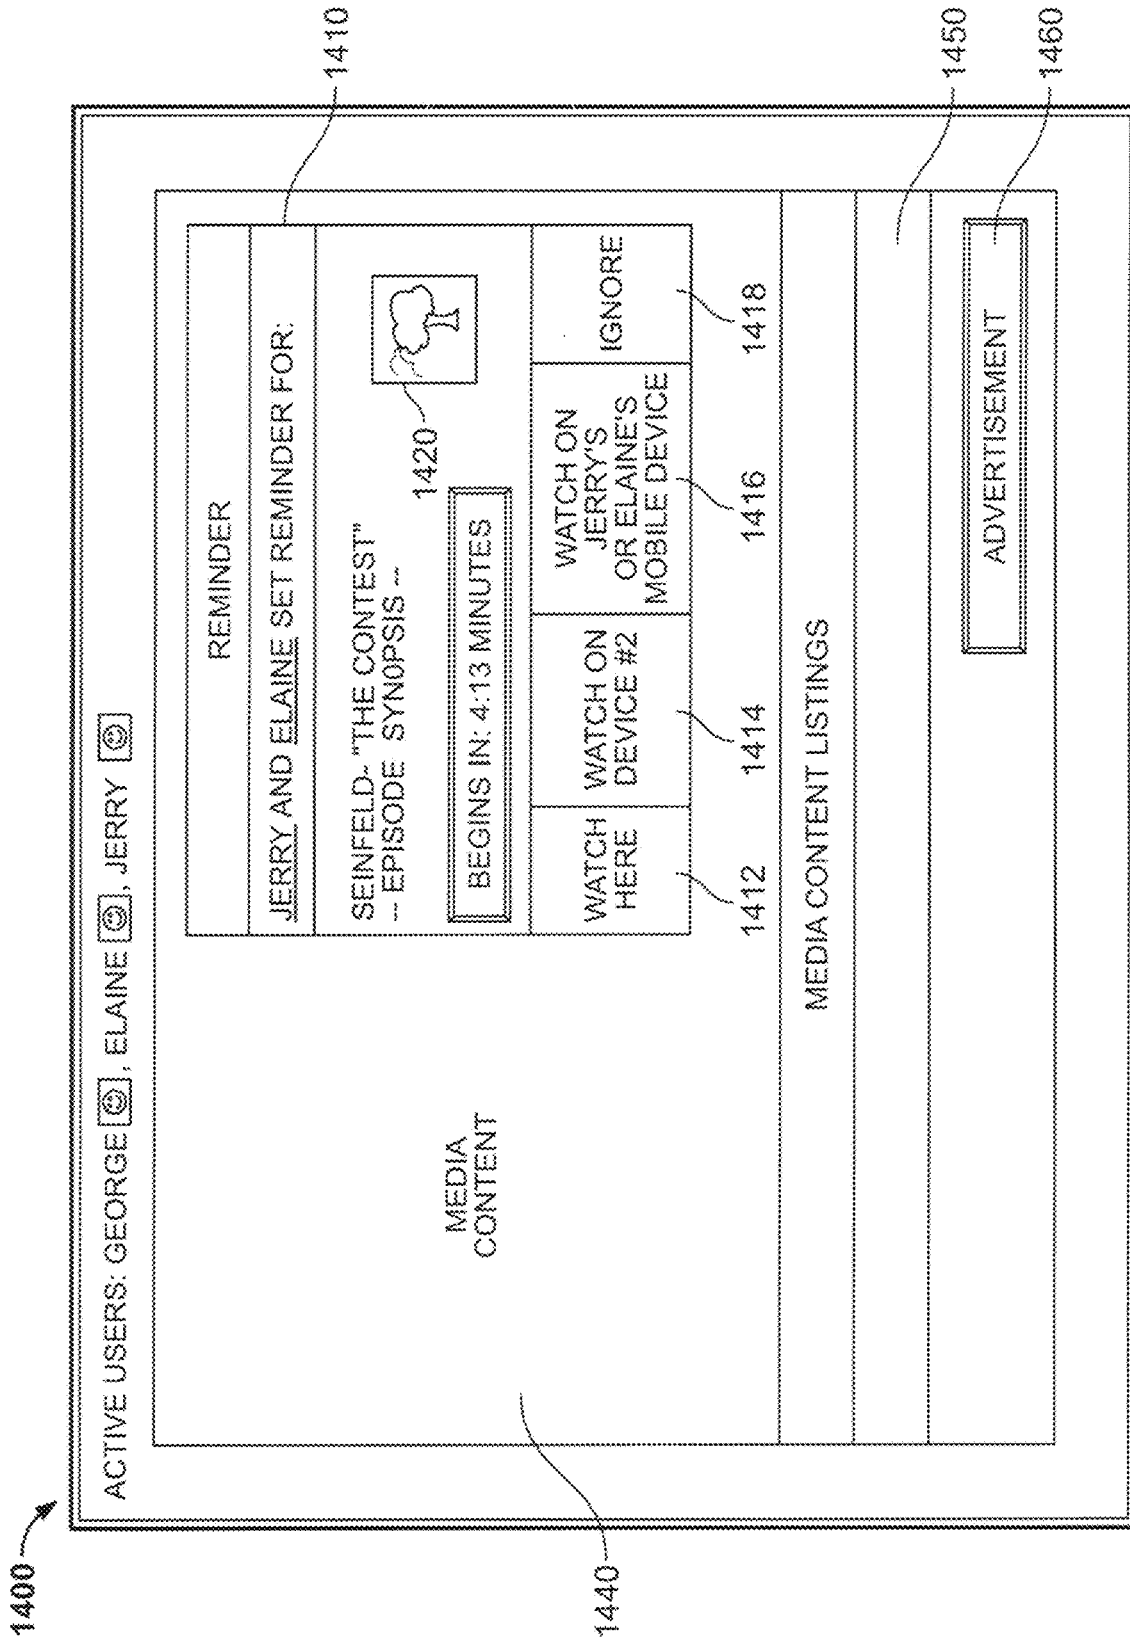 1400
ACTIVE USERS: GEORGE , ELAINE , JERRY
REMINDER
1410
JERRY AND ELAINE SET REMINDER FOR:
SEINFELD- "THE CONTEST"
-- EPISODE SYNOPSIS --
1420
BEGINS IN: 4:13 MINUTES
WATCH
HERE
WATCH ON
DEVICE #2
WATCH ON
JERRY'S
OR ELAINE'S
MOBILE DEVICE
IGNORE
1412
1414
1416
1418
MEDIA
CONTENT
1440
MEDIA CONTENT LISTINGS
1450
ADVERTISEMENT
1460